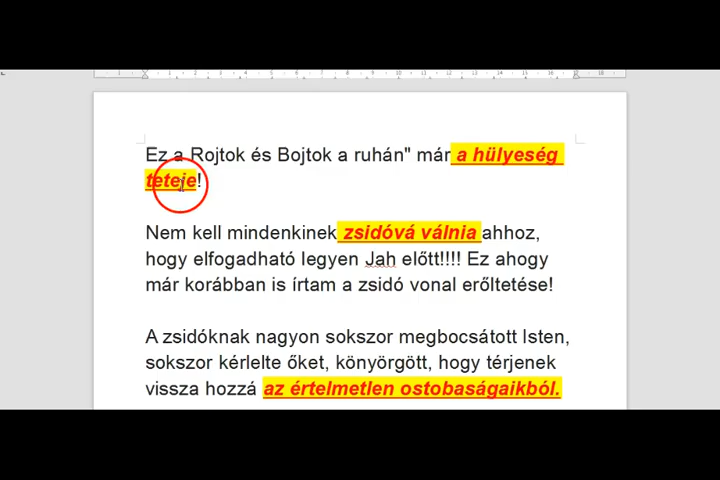 Ez a Rojtok és Bojtok a ruhán" már a hülyeség
teteje!
Nem kell mindenkinek zsidóvá válnia ahhoz,
hogy elfogadható legyen Jah előtt!!!! Ez ahogy
már korábban is írtam a zsidó vonal erőltetése!
A zsidóknak nagyon sokszor megbocsátott Isten,
sokszor kérlelte őket, könyörgött, hogy térjenek
vissza hozzá az értelmetlen ostobaságaikból.